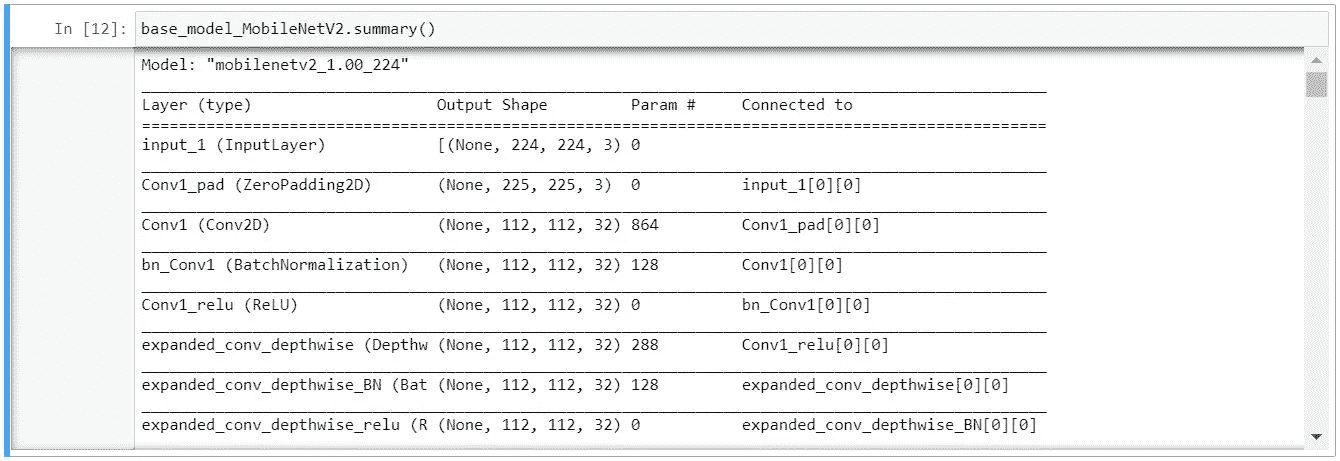 In [12]: base_model_MobileNetV2.summary()
Model: "mobilenetv2_1.00_224"
Layer (type) Output Shape Param # Connected to
input_1 (InputLayer) [(None, 224, 224, 3) 0
Conv1_pad (ZeroPadding2D) (None, 225, 225, 3) 0 input_1[0][0]
Conv1 (Conv2D) (None, 112, 112, 32) 864 Conv1_pad[0][0]
bn_Conv1 (BatchNormalization) (None, 112, 112, 32) 128 Conv1[0][0]
Conv1_relu (ReLU) (None, 112, 112, 32) 0 bn_Conv1[0][0]
expanded_conv_depthwise (Depthw (None, 112, 112, 32) 288 Conv1_relu[0][0]
expanded_conv_depthwise_BN (Bat (None, 112, 112, 32) 128 expanded_conv_depthwise[0][0]
expanded_conv_depthwise_relu (R (None, 112, 112, 32) 0 expanded_conv_depthwise_BN[0][0]